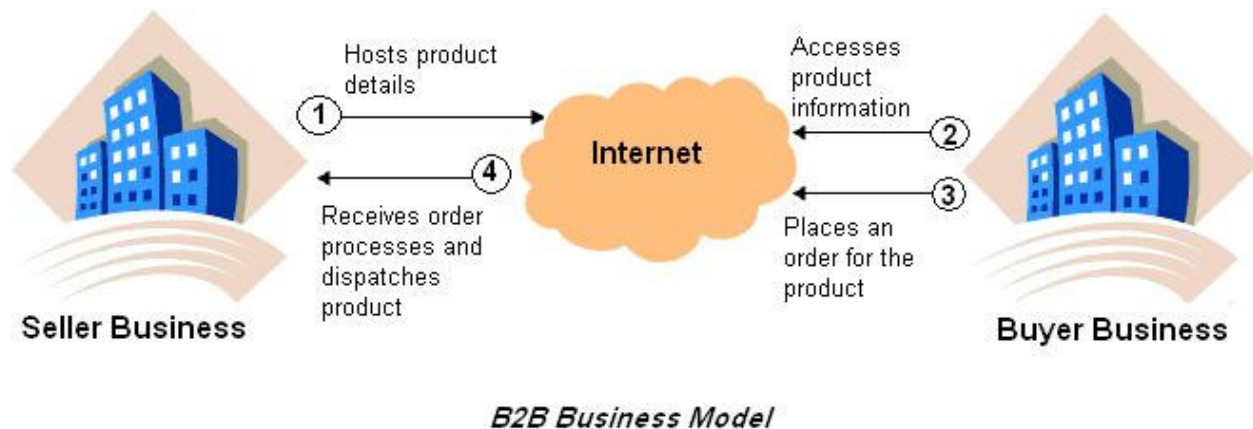 Hosts product
details
1
Receives order
processes and
dispatches
product
4
Seller Business
Internet
Accesses
product
information
2
3
Places an
order for the
product
Buyer Business
B2B Business Model